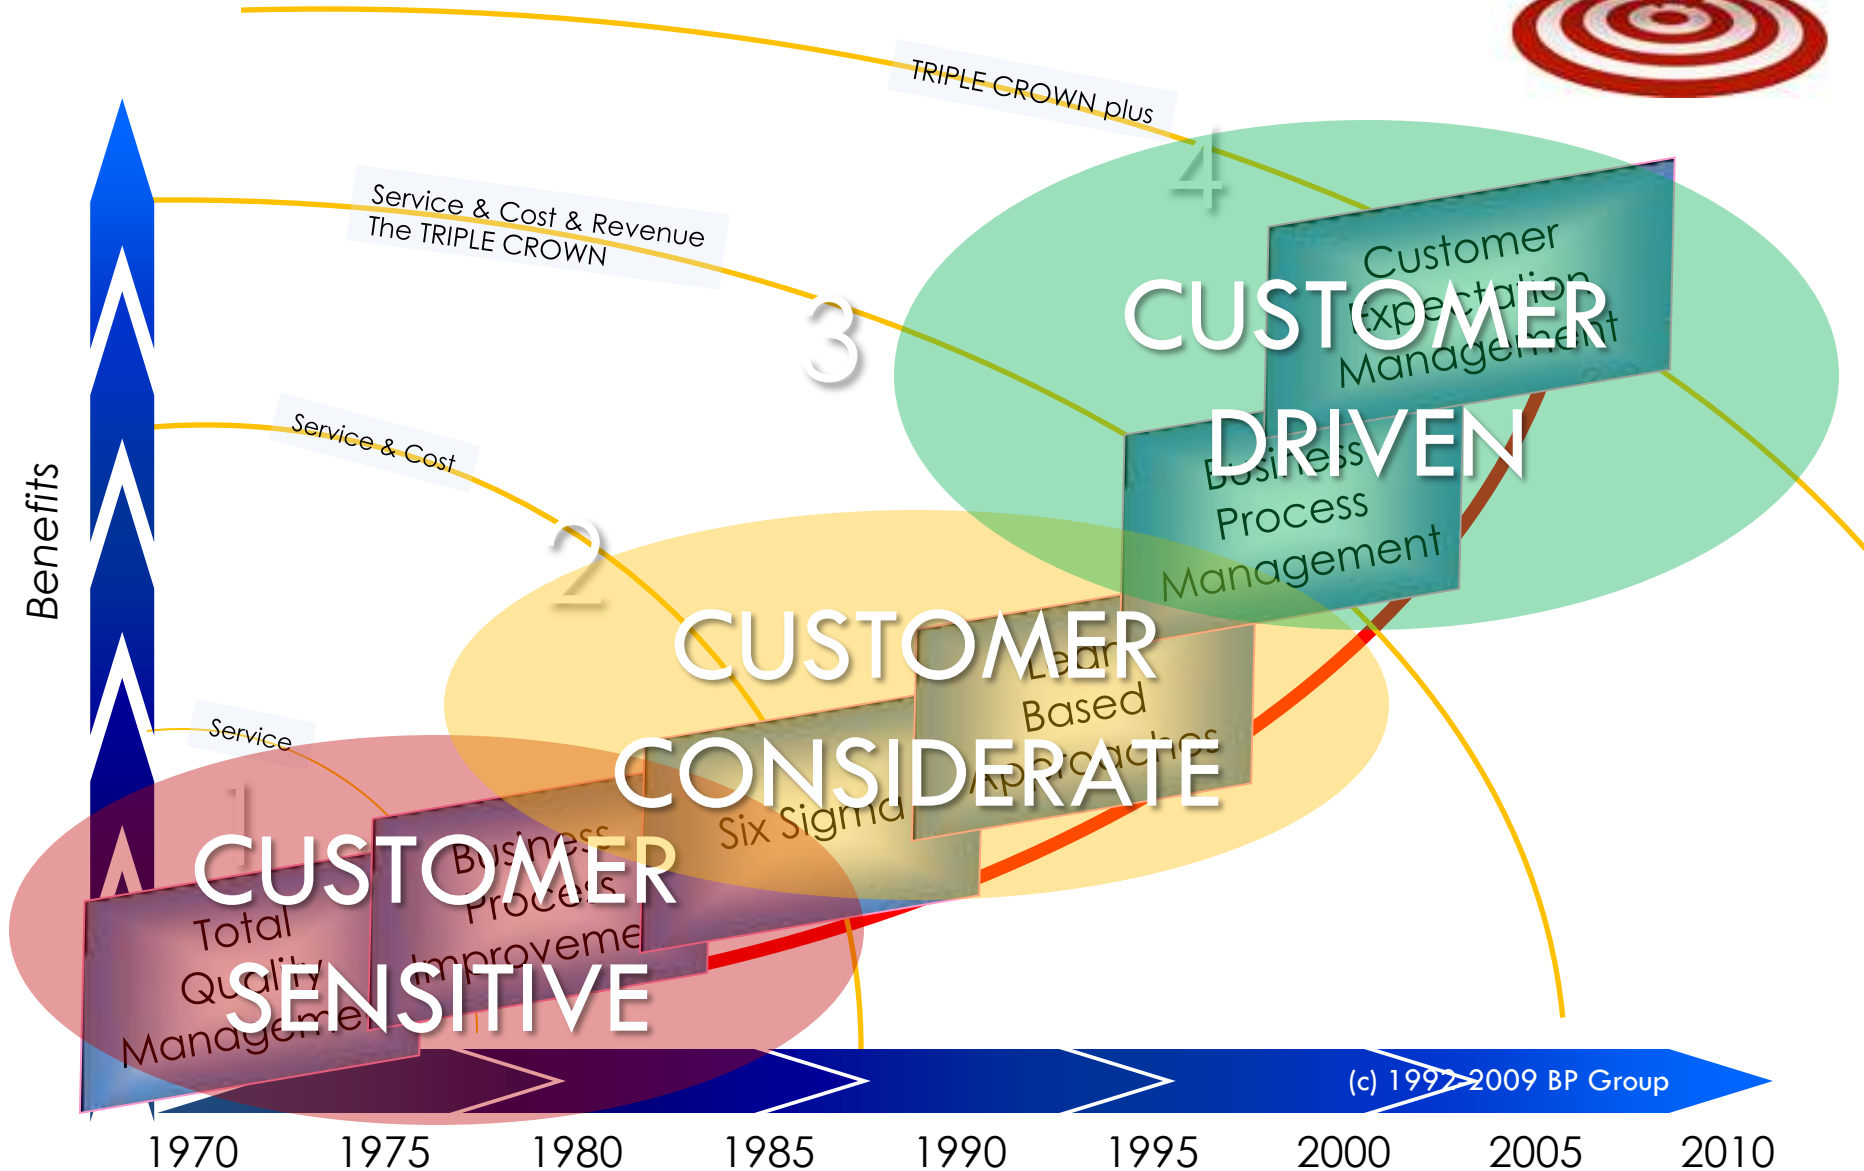 TRIPLE CROWN plus
4
Service & Cost & Revenue
The TRIPLE CROWN
3
Customer
Expectation
Management
CUSTOMER
DRIVEN
Service & Cost
2
Business
Process
Management
Benefits
CUSTOMER
CONSIDERATE
Lean
Based
Approaches
Service
1
Six Sigma
CUSTOMER
SENSITIVE
Business
Process
Improveme
Total
Quality
Manageme
(c) 1992-2009 BP Group
1970 1975 1980 1985 1990 1995 2000 2005 2010